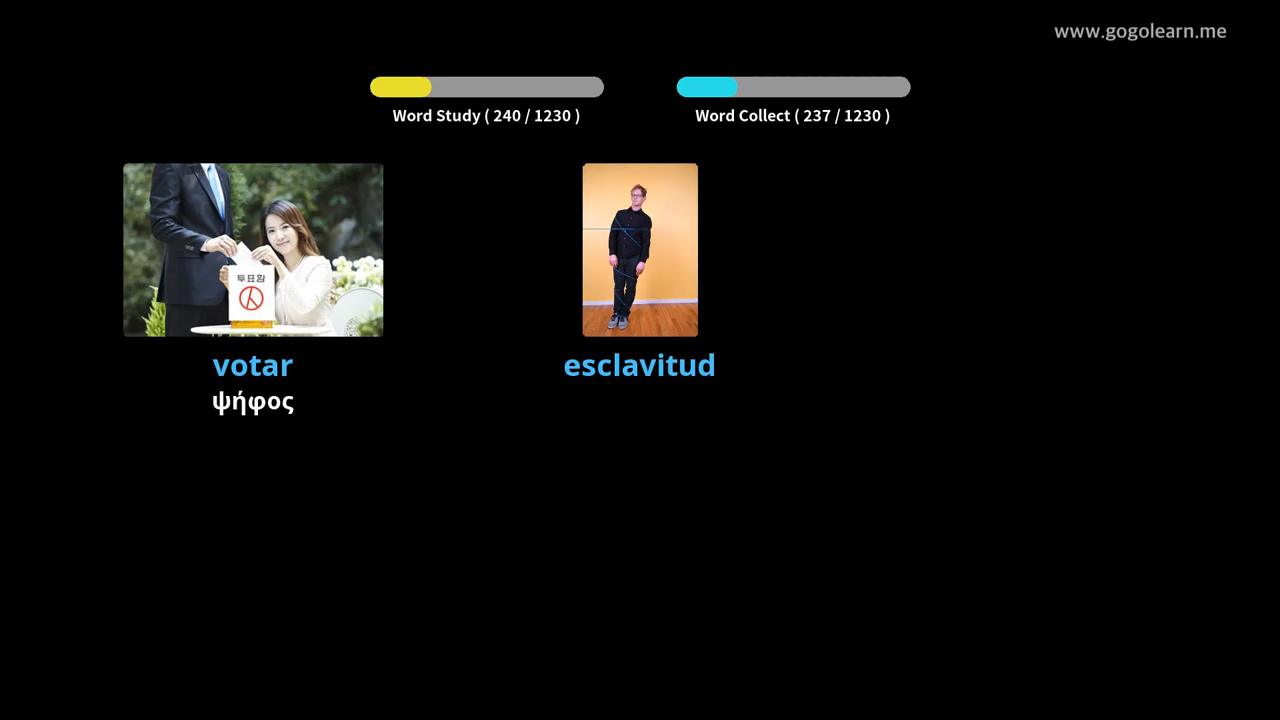 www.gogolearn.me
Word Study ( 240 / 1230 )
Word Collect ( 237 / 1230 )
투표함
votar
ψήφος
esclavitud